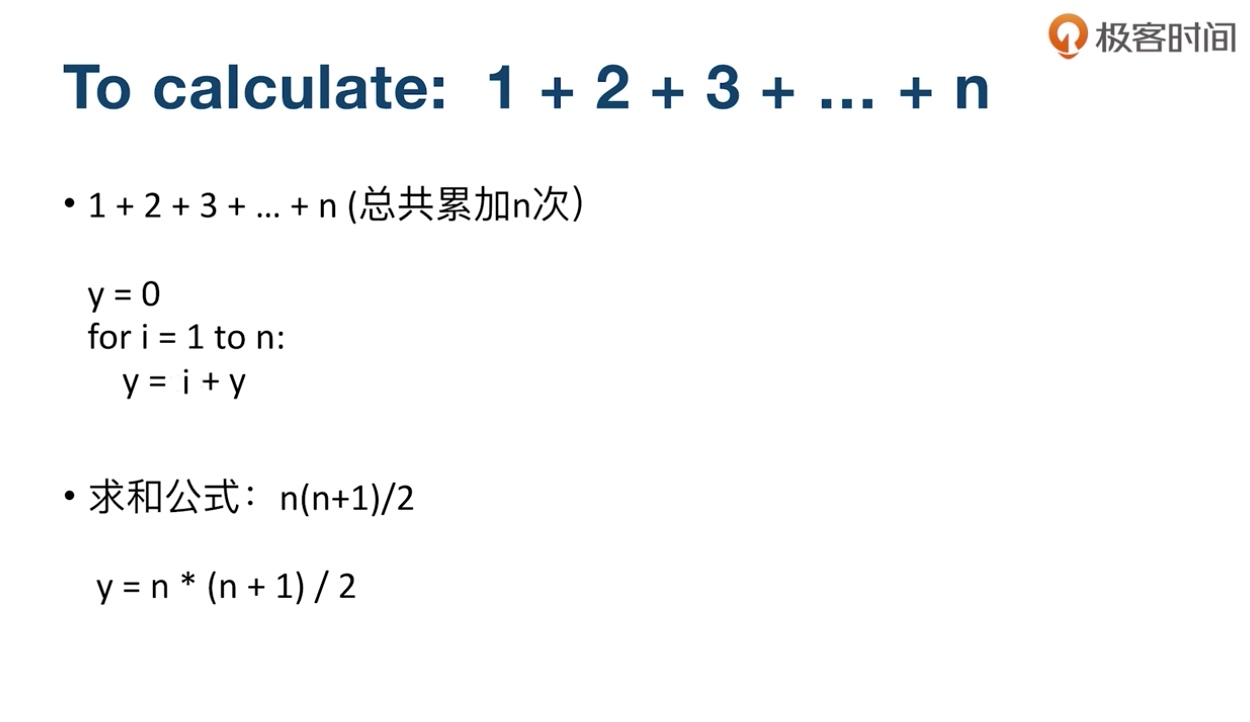 极客时间
To calculate: 1 + 2 + 3 + … + n
• 1 + 2 + 3 + … + n (总共累加n次）
y = 0
for i = 1 to n:
y = i + y
• 求和公式：n(n+1)/2
y = n * (n + 1) / 2